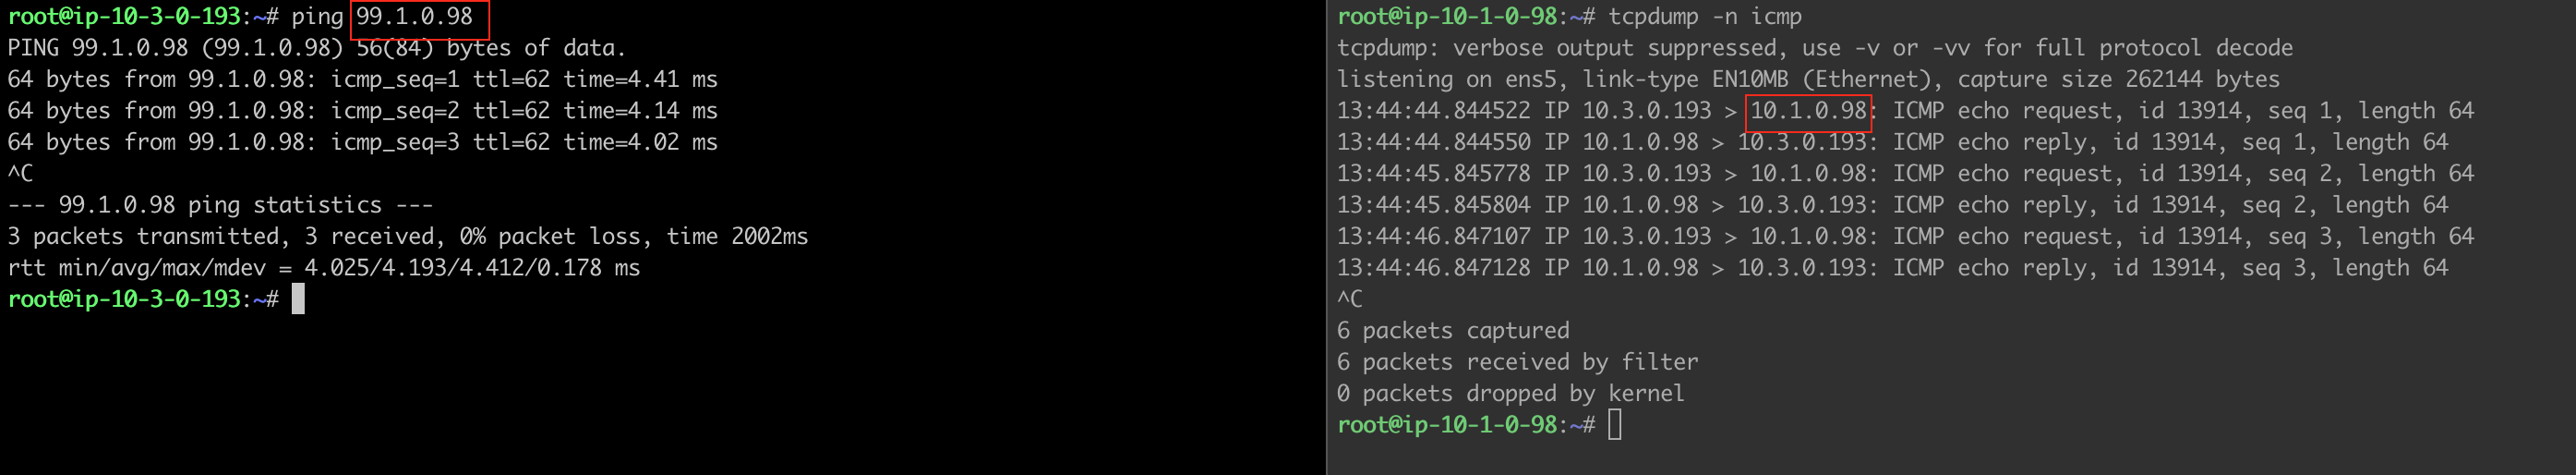 root@ip-10-3-0-193:~# ping 99.1.0.98
PING 99.1.0.98 (99.1.0.98) 56(84) bytes of data.
64 bytes from 99.1.0.98: icmp_seq=1 ttl=62 time=4.41 ms
64 bytes from 99.1.0.98: icmp_seq=2 ttl=62 time=4.14 ms
64 bytes from 99.1.0.98: icmp_seq=3 ttl=62 time=4.02 ms
^C
--- 99.1.0.98 ping statistics ---
3 packets transmitted, 3 received, 0% packet loss, time 2002ms
rtt min/avg/max/mdev = 4.025/4.193/4.412/0.178 ms
root@ip-10-3-0-193:~#
root@ip-10-1-0-98:~# tcpdump -n icmp
tcpdump: verbose output suppressed, use -v or -vv for full protocol decode
listening on ens5, link-type EN10MB (Ethernet), capture size 262144 bytes
13:44:44.844522 IP 10.3.0.193 > 10.1.0.98: ICMP echo request, id 13914, seq 1, length 64
13:44:44.844550 IP 10.1.0.98 > 10.3.0.193: ICMP echo reply, id 13914, seq 1, length 64
13:44:45.845778 IP 10.3.0.193 > 10.1.0.98: ICMP echo request, id 13914, seq 2, length 64
13:44:45.845804 IP 10.1.0.98 > 10.3.0.193: ICMP echo reply, id 13914, seq 2, length 64
13:44:46.847107 IP 10.3.0.193 > 10.1.0.98: ICMP echo request, id 13914, seq 3, length 64
13:44:46.847128 IP 10.1.0.98 > 10.3.0.193: ICMP echo reply, id 13914, seq 3, length 64
^C
6 packets captured
6 packets received by filter
0 packets dropped by kernel
root@ip-10-1-0-98:~#